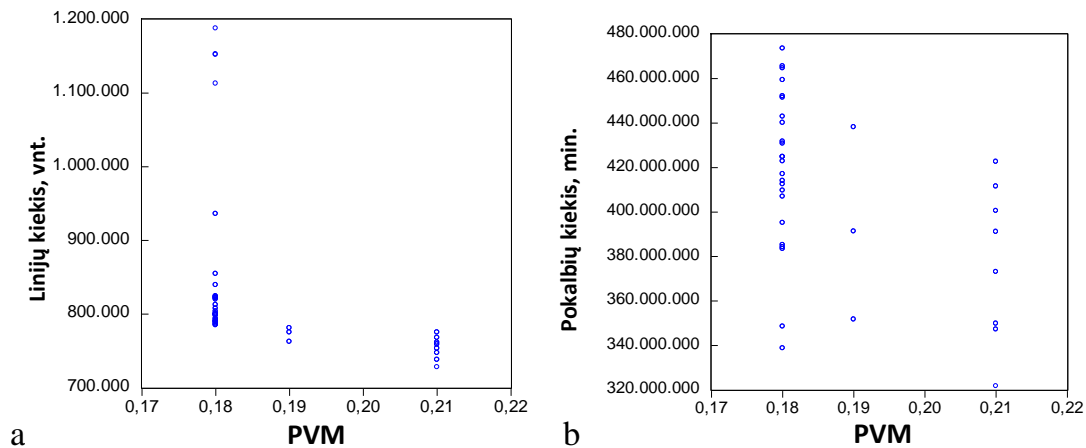 Linijų kiekis, vnt.
1.200.000
1.100.000
1.000.000
900.000
800.000
700.000
0,17 0,18 0,19 0,20 0,21 0,22
PVM
a
Pokalbių kiekis, min.
480.000.000
460.000.000
440.000.000
420.000.000
400.000.000
380.000.000
360.000.000
340.000.000
320.000.000
0,17 0,18 0,19 0,20 0,21 0,22
PVM
b